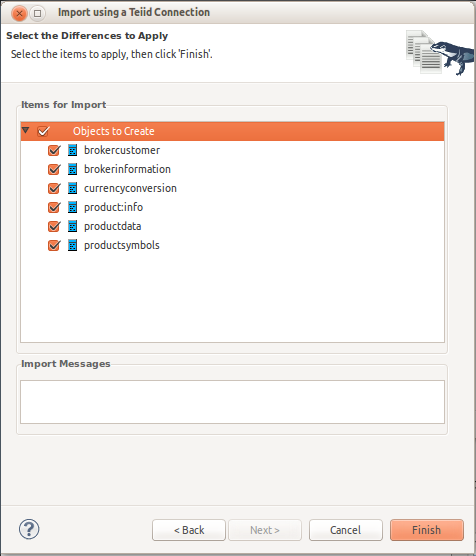 Import using a Teiid Connection
Select the Differences to Apply
Select the items to apply, then click 'Finish'.
Items for Import
Objects to Create
brokercustomer
brokerinformation
currencyconversion
product:info
productdata
productsymbols
Import Messages
?
< Back
Next >
Cancel
Finish